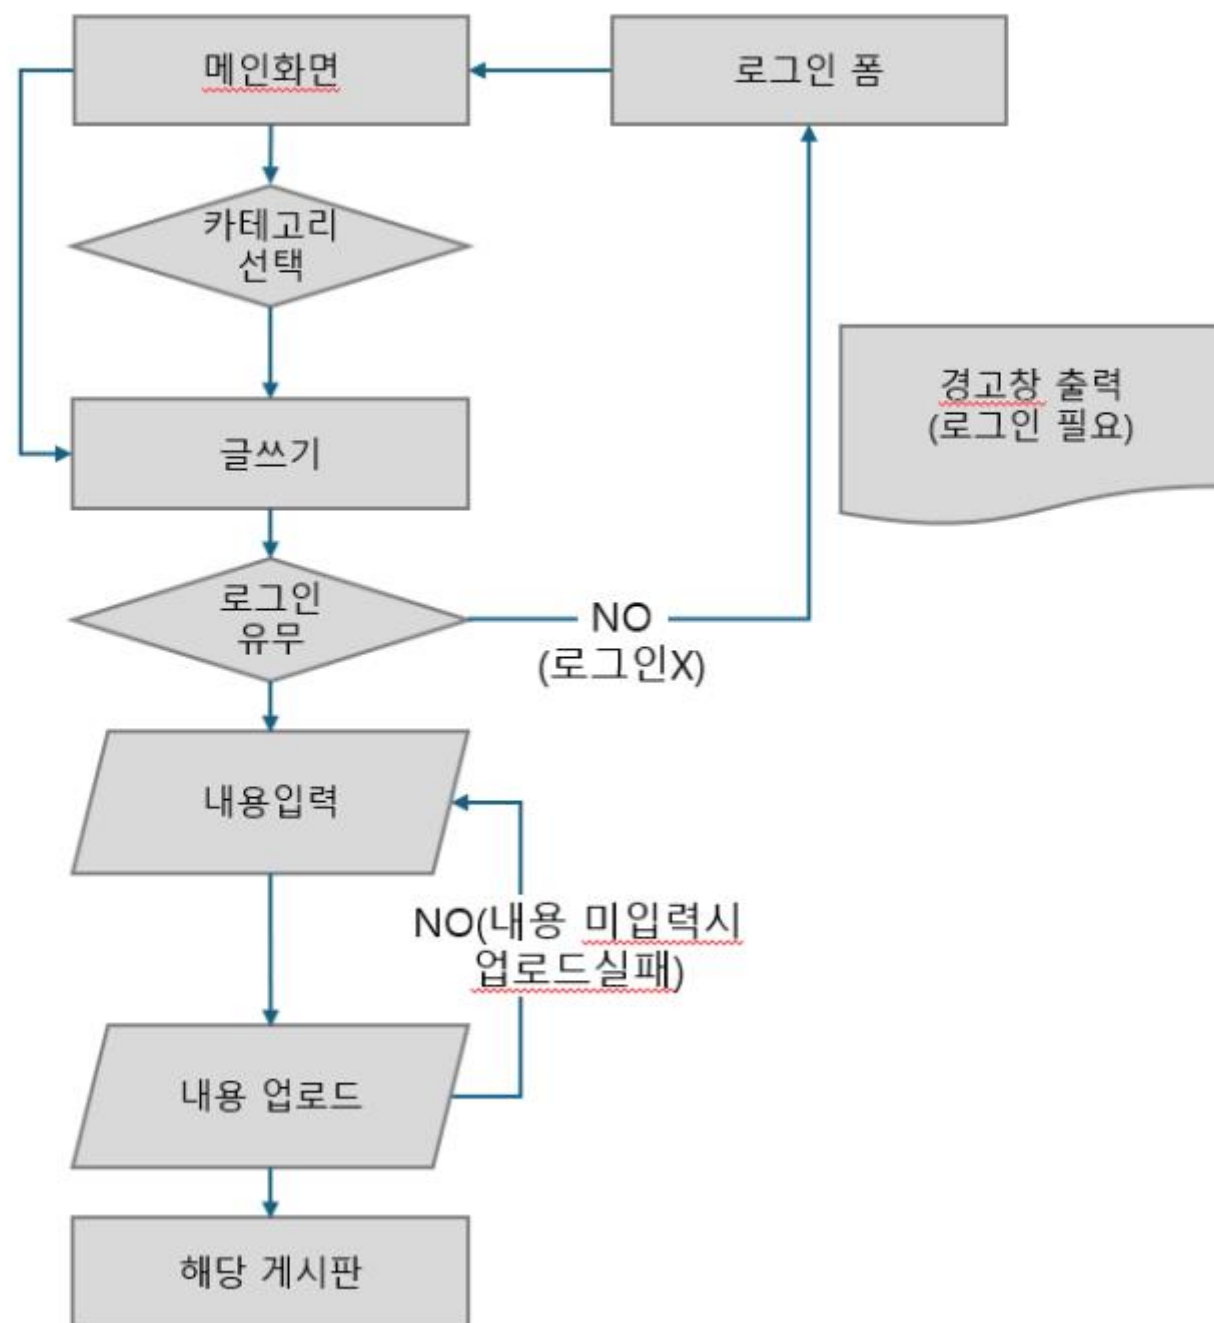 메인화면
로그인 폼
카테고리
선택
경고창 출력
(로그인 필요)
글쓰기
로그인
유무
NO
(로그인X)
내용입력
NO(내용 미입력시
업로드실패)
내용 업로드
해당 게시판